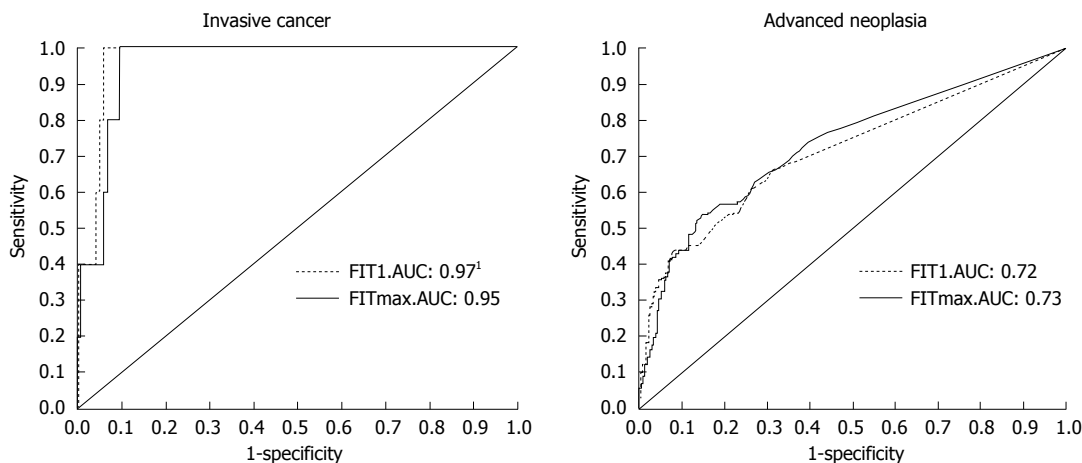 Invasive cancer
Sensitivity
1.0
0.9
0.8
0.7
0.6
0.5
0.4
0.3
0.2
0.1
0.0
FIT1.AUC: 0.97¹
FITmax.AUC: 0.95
0.0 0.1 0.2 0.3 0.4 0.5 0.6 0.7 0.8 0.9 1.0
1-specificity
Advanced neoplasia
Sensitivity
1.0
0.9
0.8
0.7
0.6
0.5
0.4
0.3
0.2
0.1
0.0
FIT1.AUC: 0.72
FITmax.AUC: 0.73
0.0 0.1 0.2 0.3 0.4 0.5 0.6 0.7 0.8 0.9 1.0
1-specificity